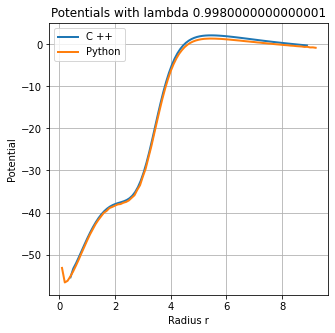 Potentials with lambda 0.9980000000000001
C ++
Python
Potential
0
−10
−20
−30
−40
−50
0 2 4 6 8
Radius r